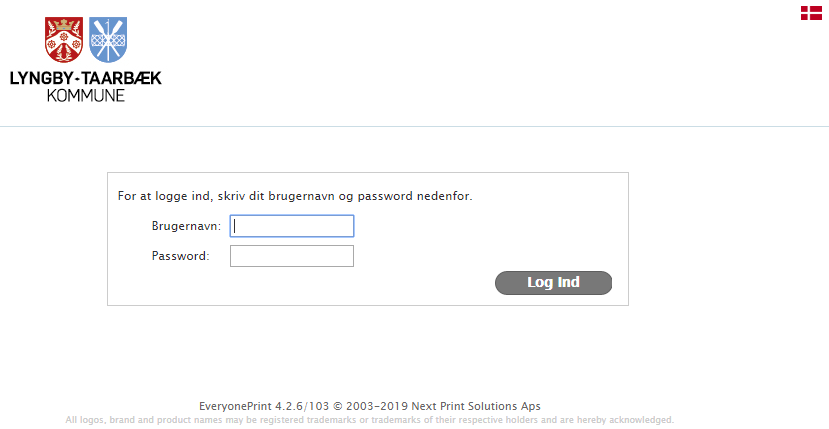 LYNGBY-TAARBÆK
KOMMUNE
For at logge ind, skriv dit brugernavn og password nedenfor.
Brugernavn:
Password:
Log Ind
EveryonePrint 4.2.6/103 © 2003-2019 Next Print Solutions Aps
All logos, brand and product names may be registered trademarks or trademarks of their respective holders and are hereby acknowledged.